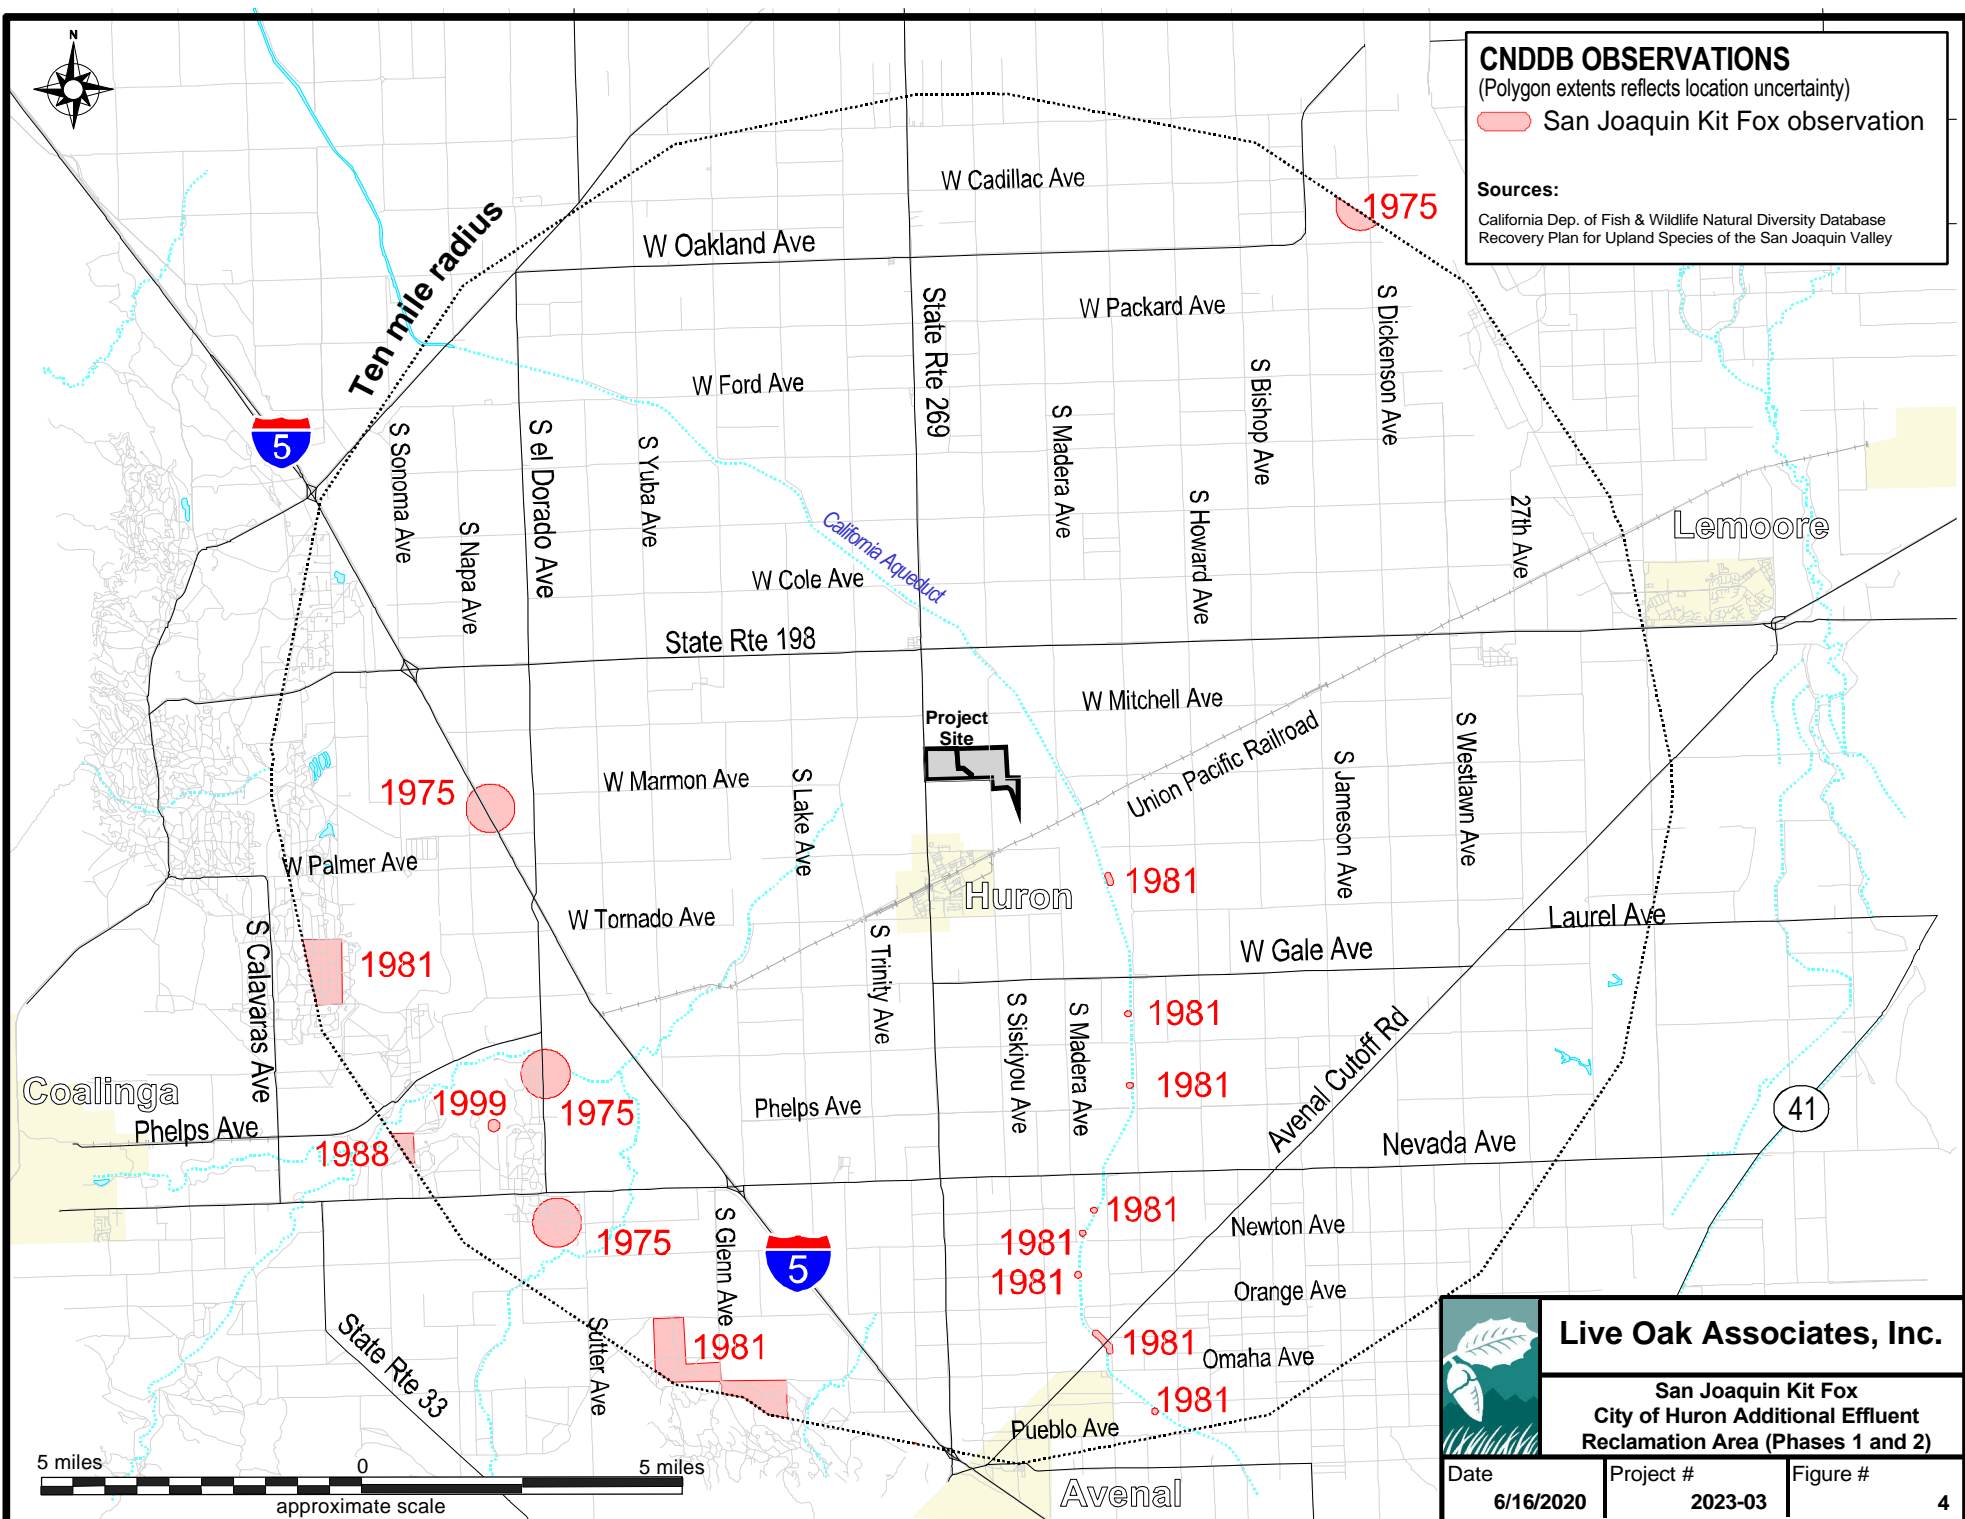 N
CNDDB OBSERVATIONS
(Polygon extents reflects location uncertainty)
San Joaquin Kit Fox observation
Sources:
California Dep. of Fish & Wildlife Natural Diversity Database
Recovery Plan for Upland Species of the San Joaquin Valley
W Cadillac Ave
1975
Ten mile radius
W Oakland Ave
State Rte 269
W Packard Ave
S Dickenson Ave
W Ford Ave
S Bishop Ave
5
S Sonoma Ave
S el Dorado Ave
S Yuba Ave
S Madera Ave
S Napa Ave
S Howard Ave
27th Ave
California Aqueduct
Lemoore
W Cole Ave
State Rte 198
W Mitchell Ave
Project
Site
Union Pacific Railroad
S Westlawn Ave
1975
W Marmon Ave
S Lake Ave
S Jameson Ave
W Palmer Ave
1981
Huron
W Tornado Ave
Laurel Ave
S Calavaras Ave
1981
S Trinity Ave
W Gale Ave
S Siskiyou Ave
S Madera Ave
1981
Avenal Cutoff Rd
Coalinga
1981
1999
1975
Phelps Ave
41
Phelps Ave
1988
Nevada Ave
1981
1975
S Glenn Ave
1981
Newton Ave
5
1981
Orange Ave
State Rte 33
Sutter Ave
1981
1981
Omaha Ave
1981
Pueblo Ave
Avenal
5 miles
0
5 miles
approximate scale
Live Oak Associates, Inc.
San Joaquin Kit Fox
City of Huron Additional Effluent
Reclamation Area (Phases 1 and 2)
Date
6/16/2020
Project #
2023-03
Figure #
4